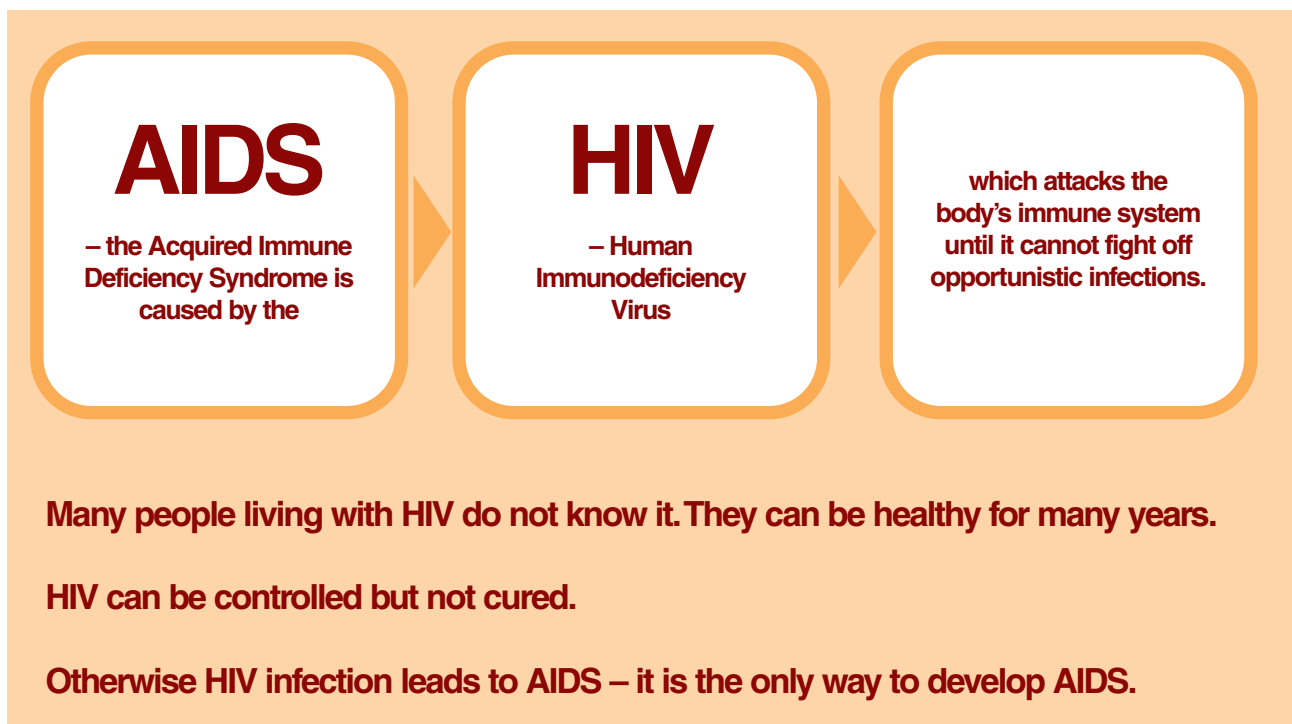 AIDS
– the Acquired Immune
Deficiency Syndrome is
caused by the
HIV
– Human
Immunodeficiency
Virus
which attacks the
body’s immune system
until it cannot fight off
opportunistic infections.
Many people living with HIV do not know it. They can be healthy for many years.
HIV can be controlled but not cured.
Otherwise HIV infection leads to AIDS – it is the only way to develop AIDS.